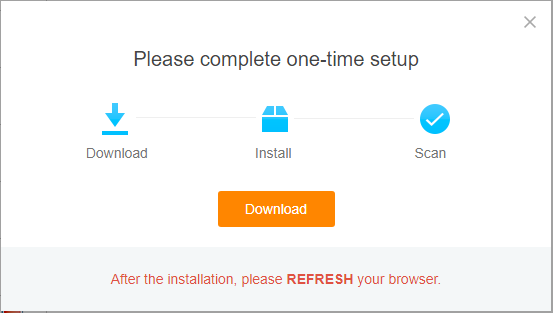 Please complete one-time setup
Download
Install
Scan
Download
After the installation, please REFRESH your browser.